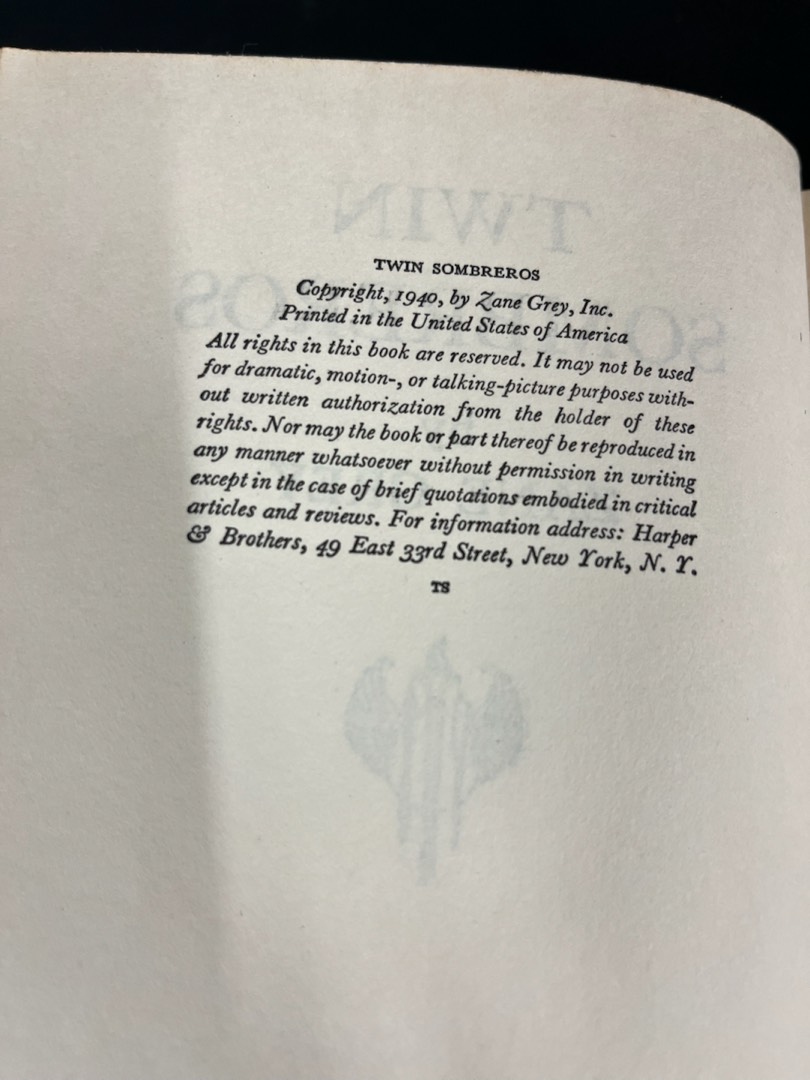 TWIN SOMBREROS
Copyright, 1940, by Zane Grey, Inc.
Printed in the United States of America
All rights in this book are reserved. It may not be used
for dramatic, motion-, or talking-picture purposes with-
out written authorization from the holder of these
rights. Nor may the book or part thereof be reproduced in
any manner whatsoever without permission in writing
except in the case of brief quotations embodied in critical
articles and reviews. For information address: Harper
& Brothers, 49 East 33rd Street, New York, N. Y.
TS